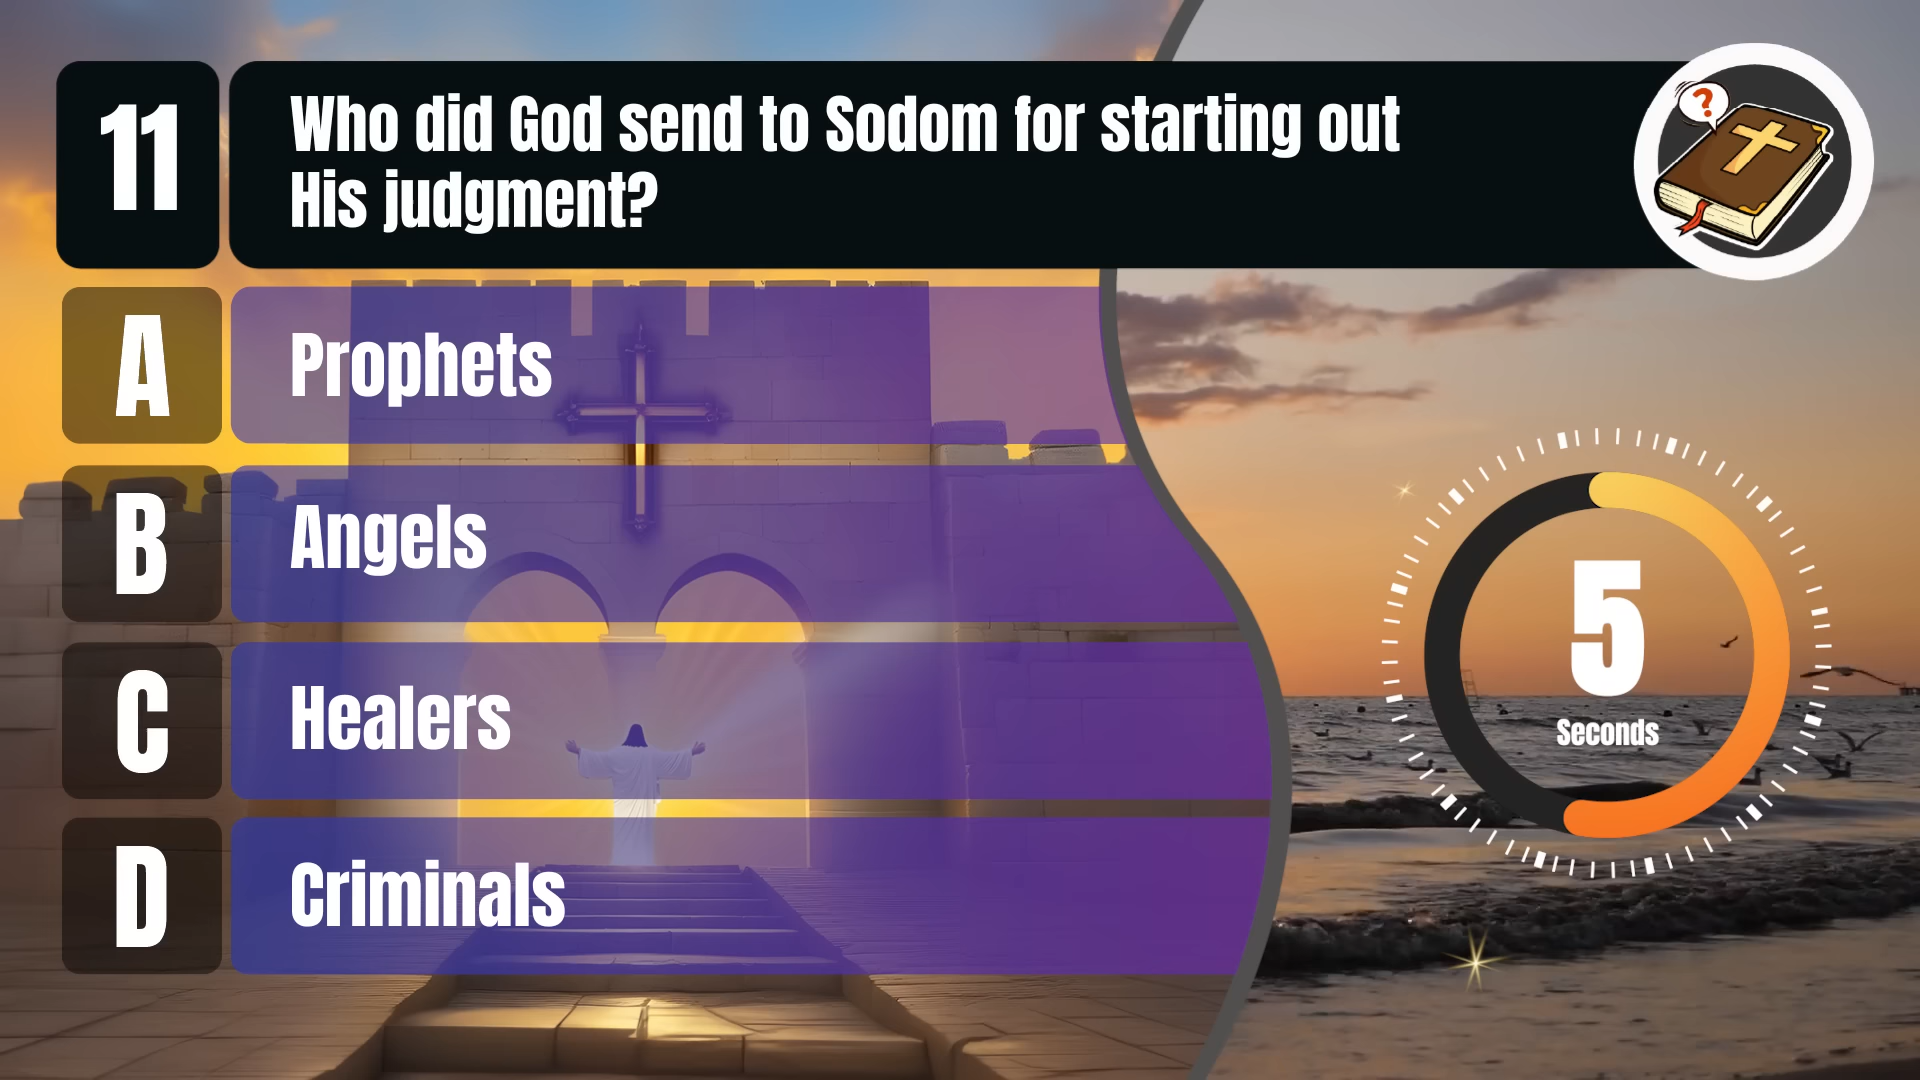 11
Who did God send to Sodom for starting out
His judgment?
A
Prophets
B
Angels
C
Healers
D
Criminals
?
5
Seconds